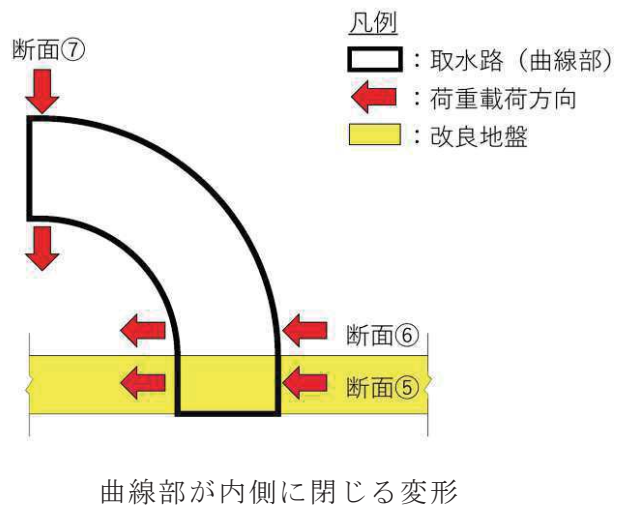 凡例
断面⑦
：取水路（曲線部）
：荷重載荷方向
：改良地盤
断面⑥
断面⑤
曲線部が内側に閉じる変形